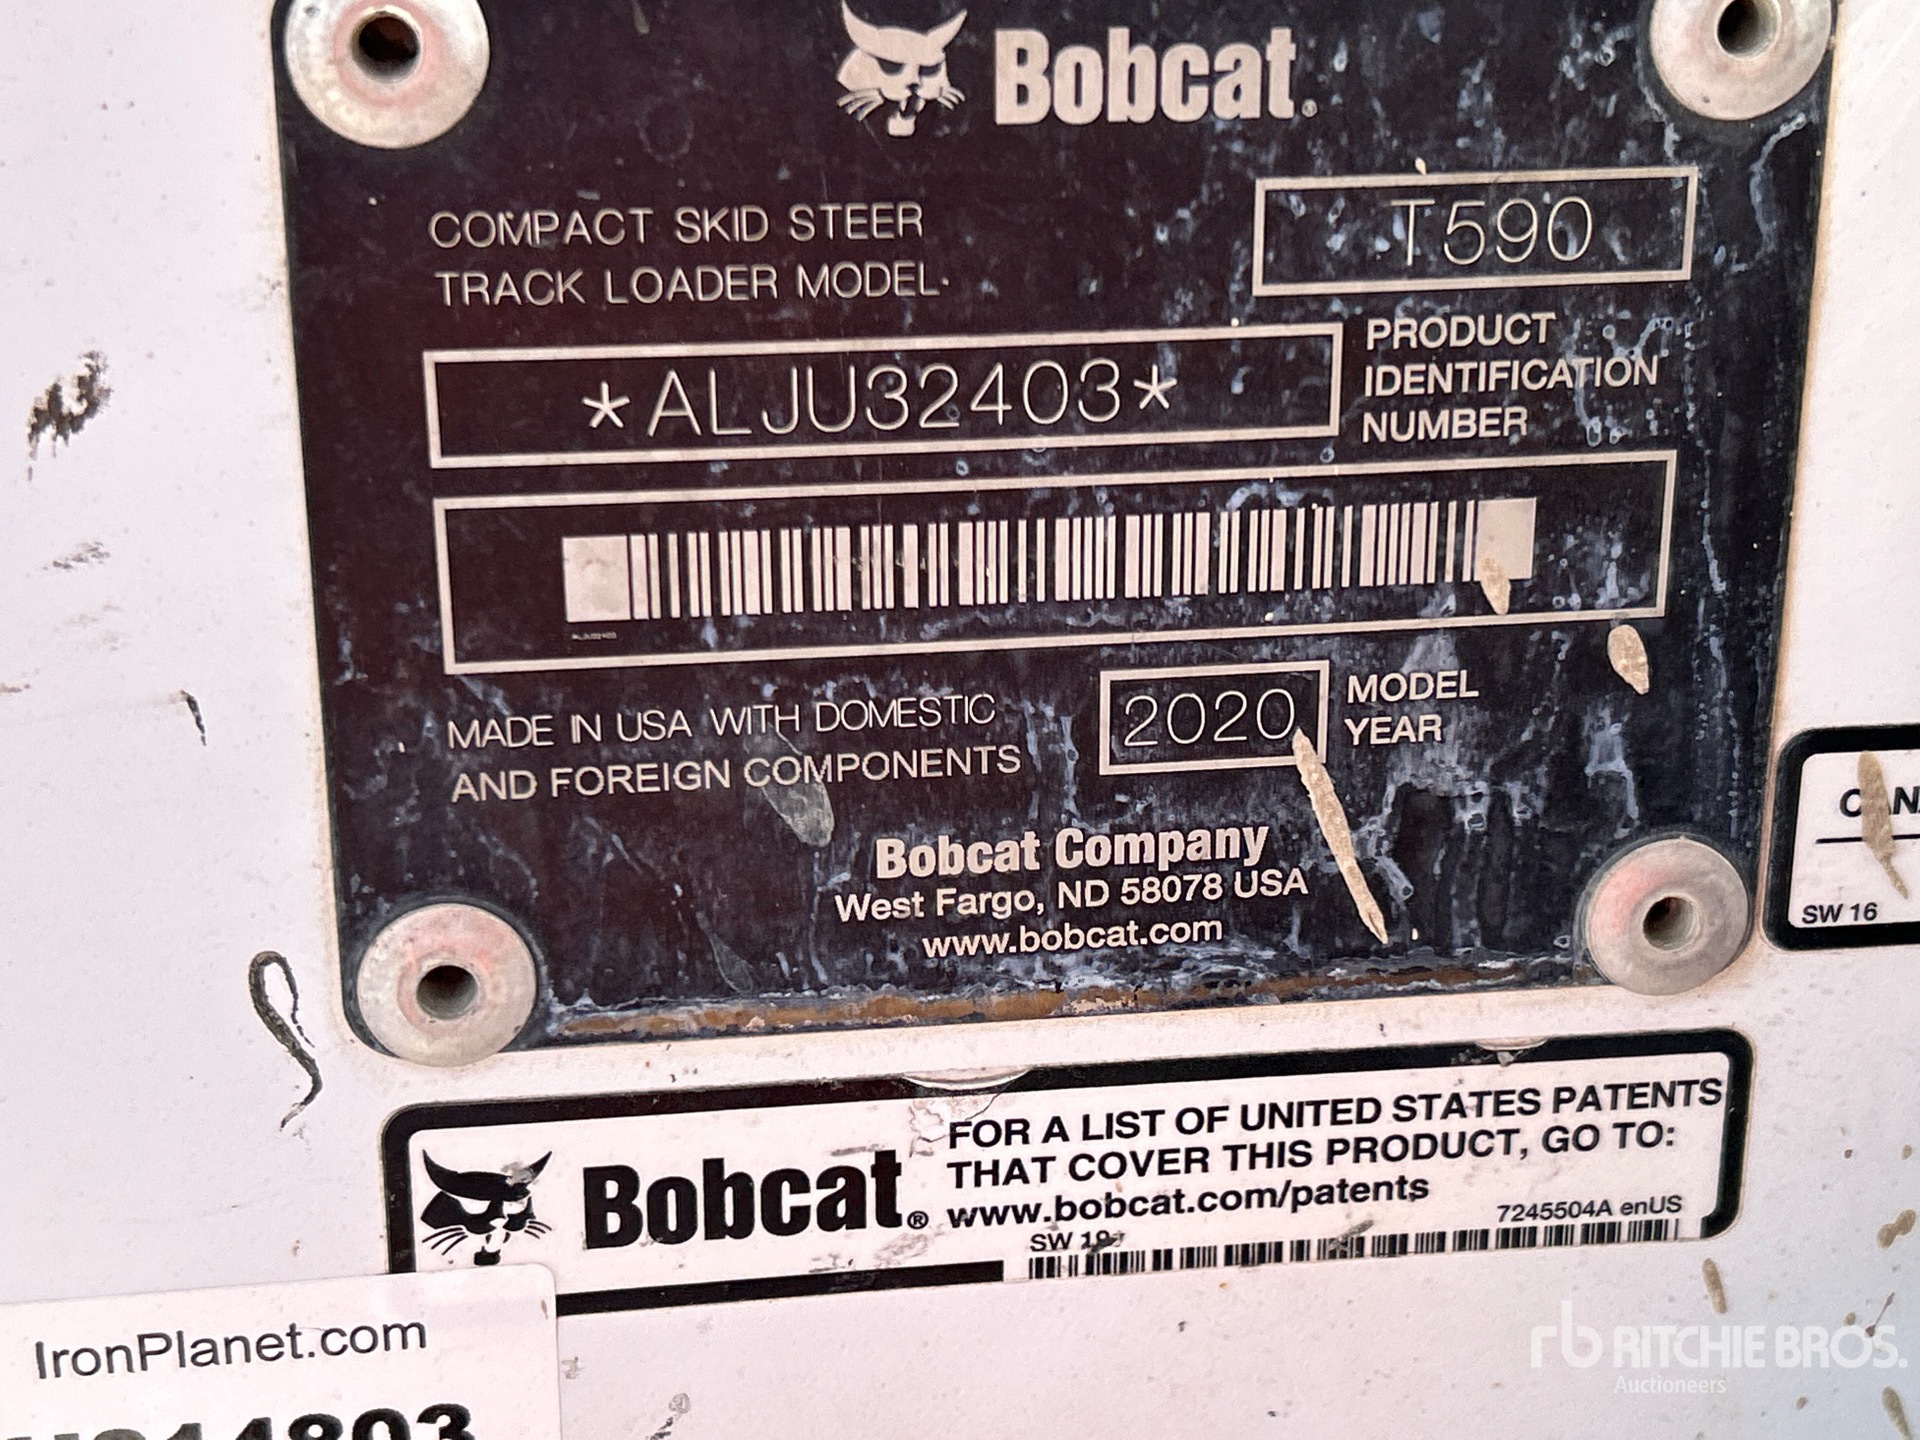 Bobcat®
COMPACT SKID STEER
TRACK LOADER MODEL
T590
*ALJU32403*
PRODUCT
IDENTIFICATION
NUMBER
ALJU32403
MADE IN USA WITH DOMESTIC
AND FOREIGN COMPONENTS
2020
MODEL
YEAR
Bobcat Company
West Fargo, ND 58078 USA
www.bobcat.com
SW 16
Bobcat®
FOR A LIST OF UNITED STATES PATENTS
THAT COVER THIS PRODUCT, GO TO:
www.bobcat.com/patents
7245504A enUS
SW
IronPlanet.com
rb RITCHIE BROS.
Auctioneers